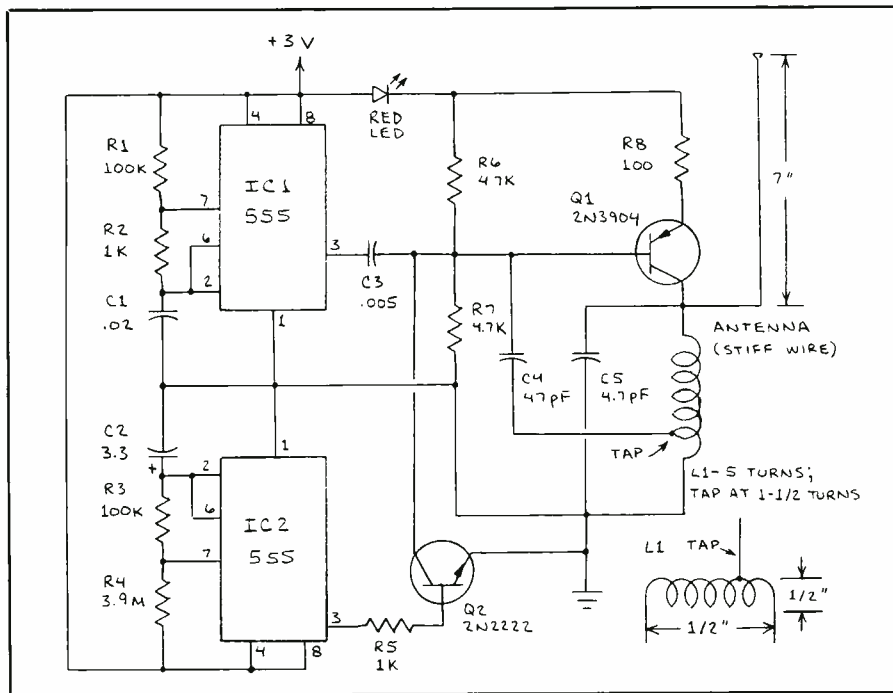 +3V
RED
LED
4
8
R1
100K
IC1
555
7
R2
1K
6
2
3
C1
.02
1
C3
.005
R6
47K
R8
100
Q1
2N3904
7"
R7
4.7K
C4
47pF
C5
4.7pF
ANTENNA
(STIFF WIRE)
TAP
L1-5 TURNS;
TAP AT 1-1/2 TURNS
C2
3.3
+
1
2
R3
100K
6
IC2
555
7
R4
3.9M
3
4
8
R5
1K
Q2
2N2222
L1
TAP
1/2"
1/2"